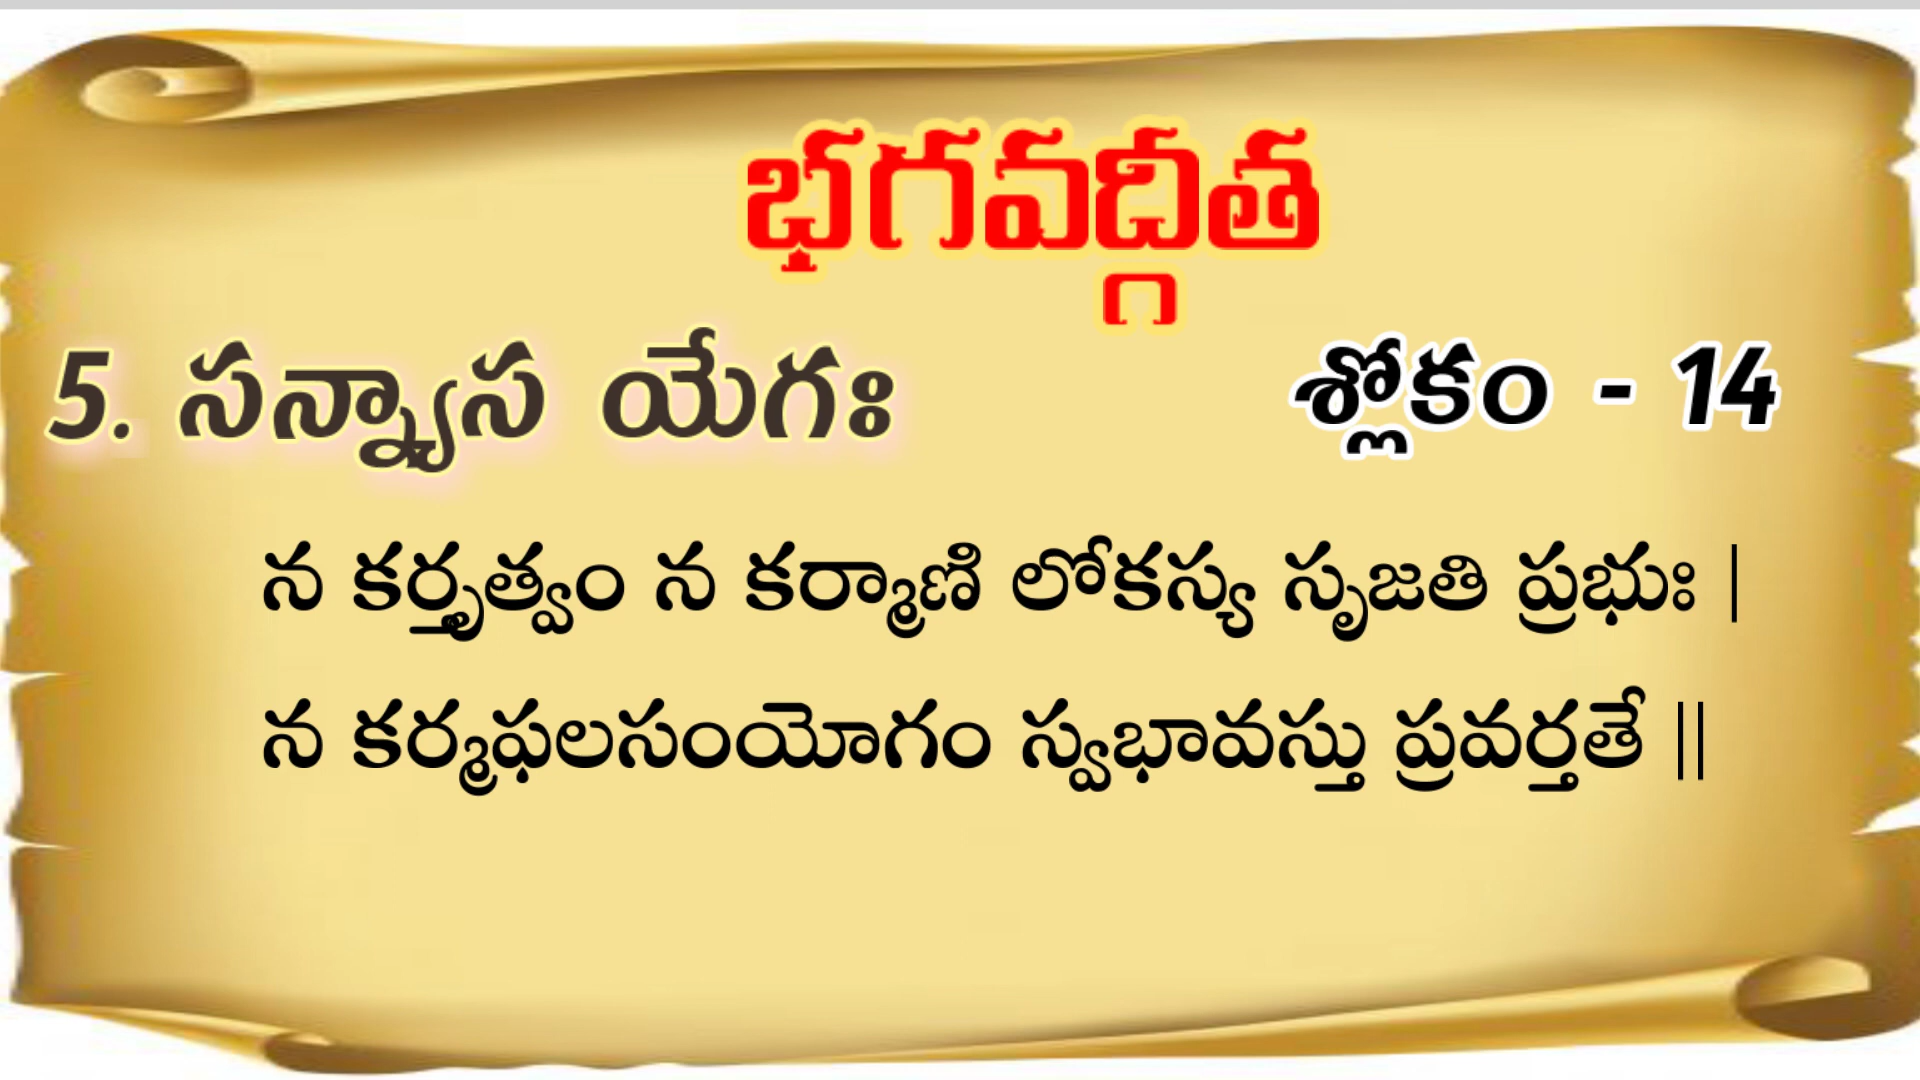 భగవద్గీత
5. సన్న్యాస యేగః
శ్లోకం - 14
న కర్తృత్వం న కర్మాణి లోకస్య సృజతి ప్రభుః |
న కర్మఫలసంయోగం స్వభావస్తు ప్రవర్తతే ||